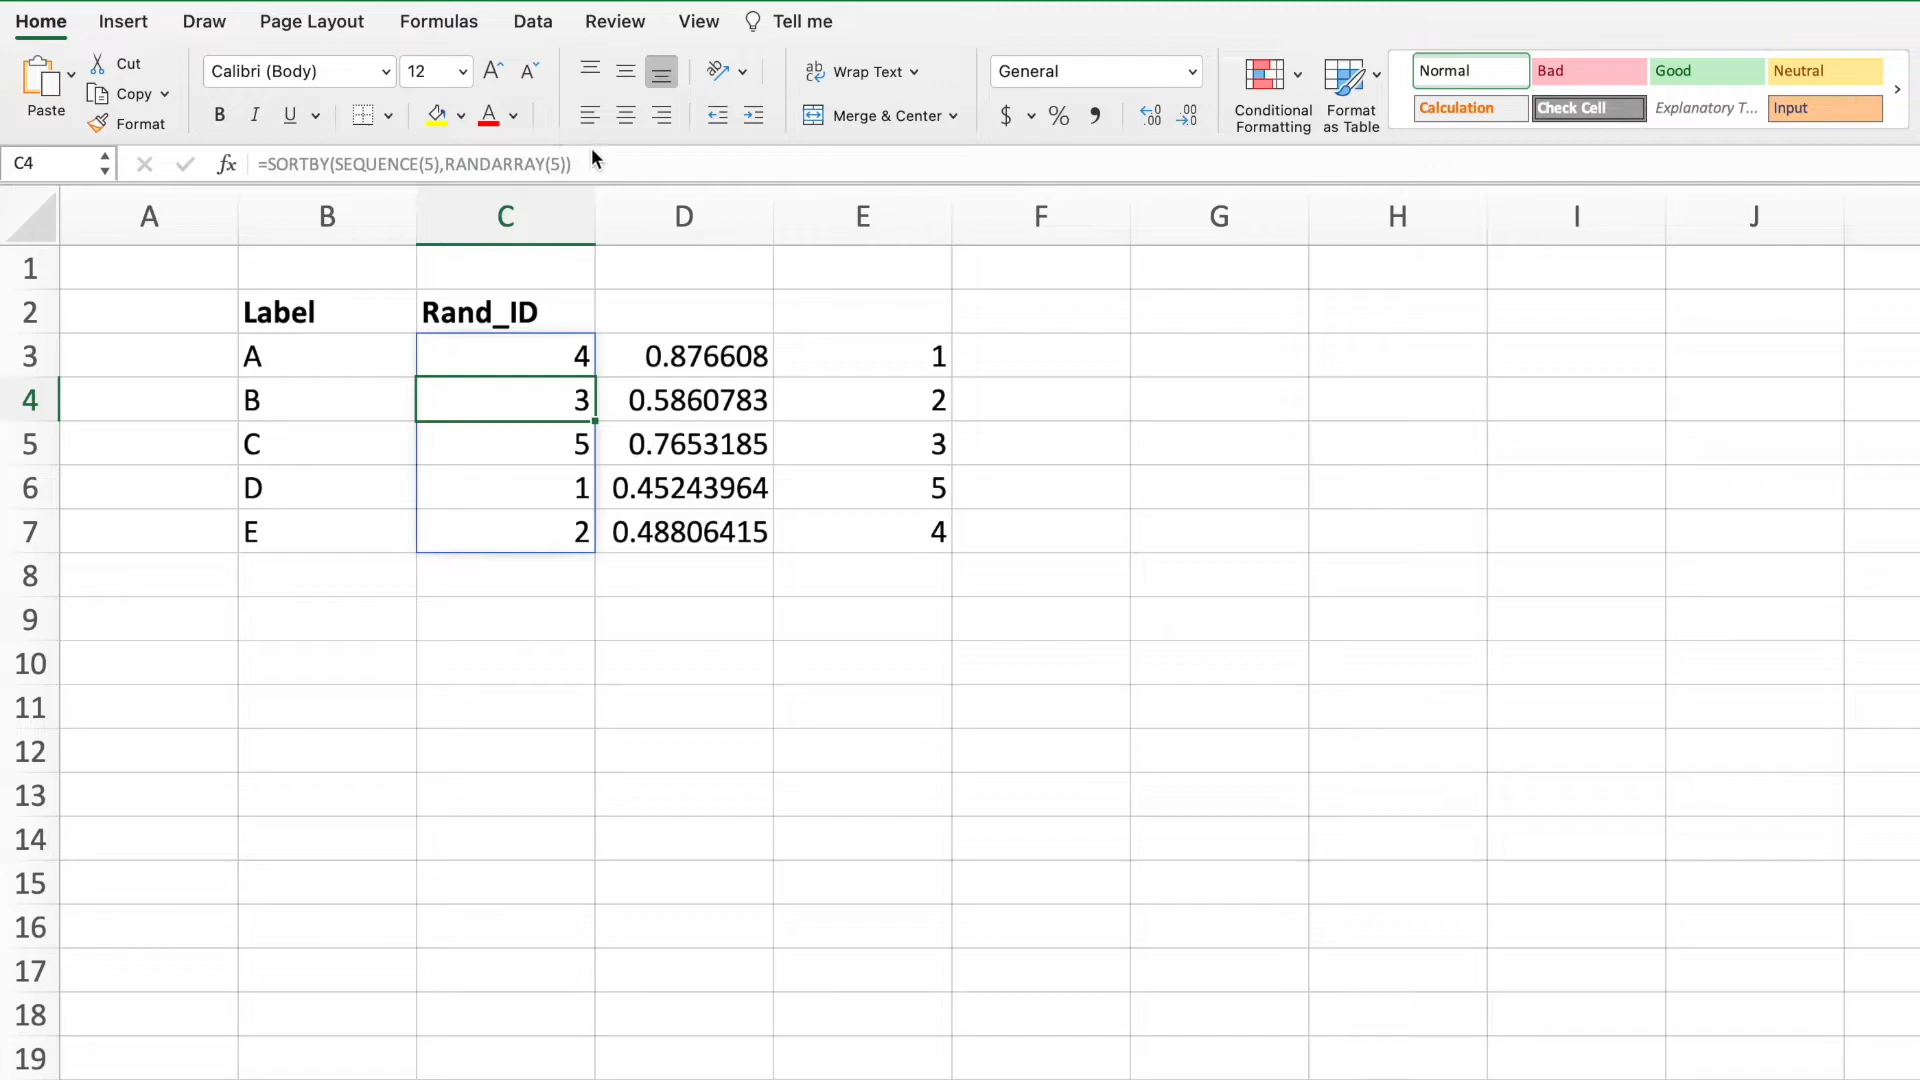 Home Insert Draw Page Layout Formulas Data Review View Tell me
Paste
Cut
Copy
Format
Calibri (Body) 12
B I U
Wrap Text
Merge & Center
General
$ % ,
Conditional Formatting
Format as Table
Normal Bad Good Neutral
Calculation Check Cell Explanatory T... Input
C4 fx =SORTBY(SEQUENCE(5),RANDARRAY(5))
A B C D E F G H I J
1
2 Label Rand_ID
3 A 4 0.876608 1
4 B 3 0.5860783 2
5 C 5 0.7653185 3
6 D 1 0.45243964 5
7 E 2 0.48806415 4
8
9
10
11
12
13
14
15
16
17
18
19